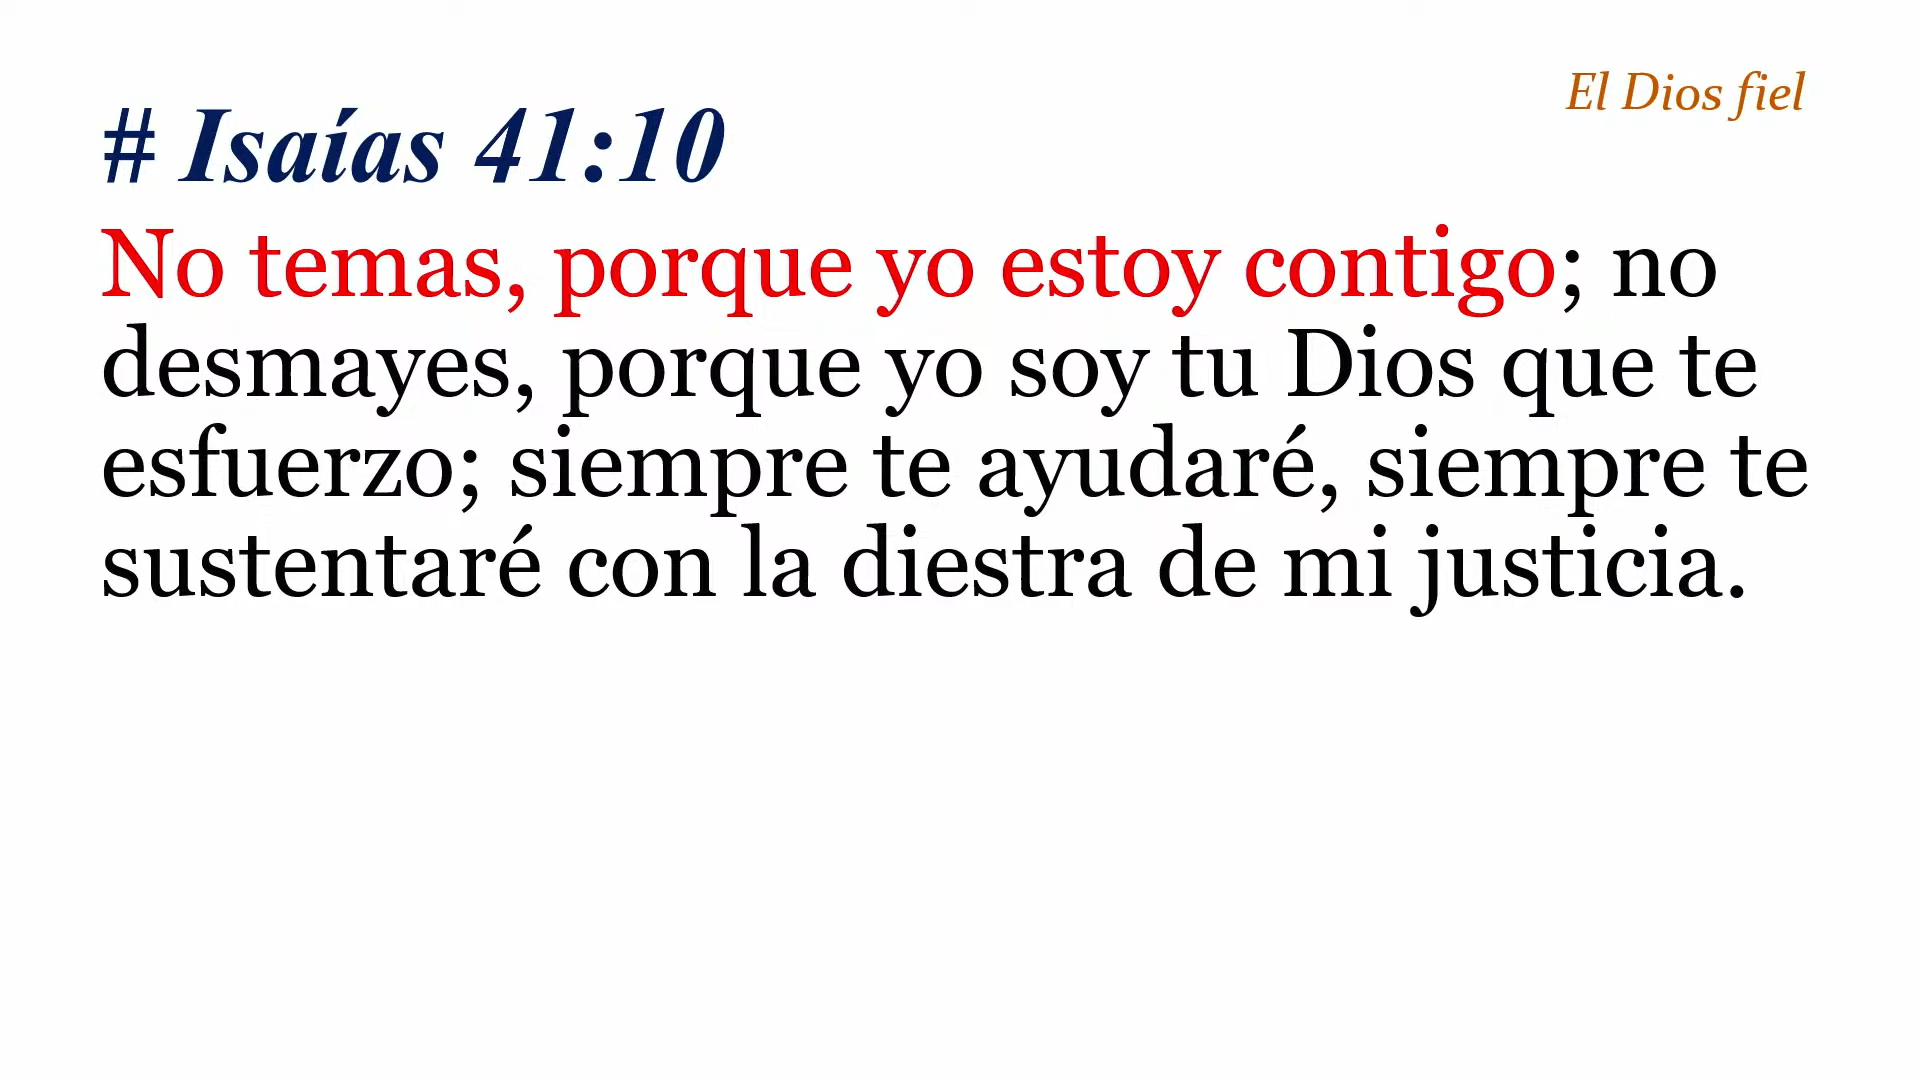 El Dios fiel
# Isaías 41:10
No temas, porque yo estoy contigo; no
desmayes, porque yo soy tu Dios que te
esfuerzo; siempre te ayudaré, siempre te
sustentaré con la diestra de mi justicia.